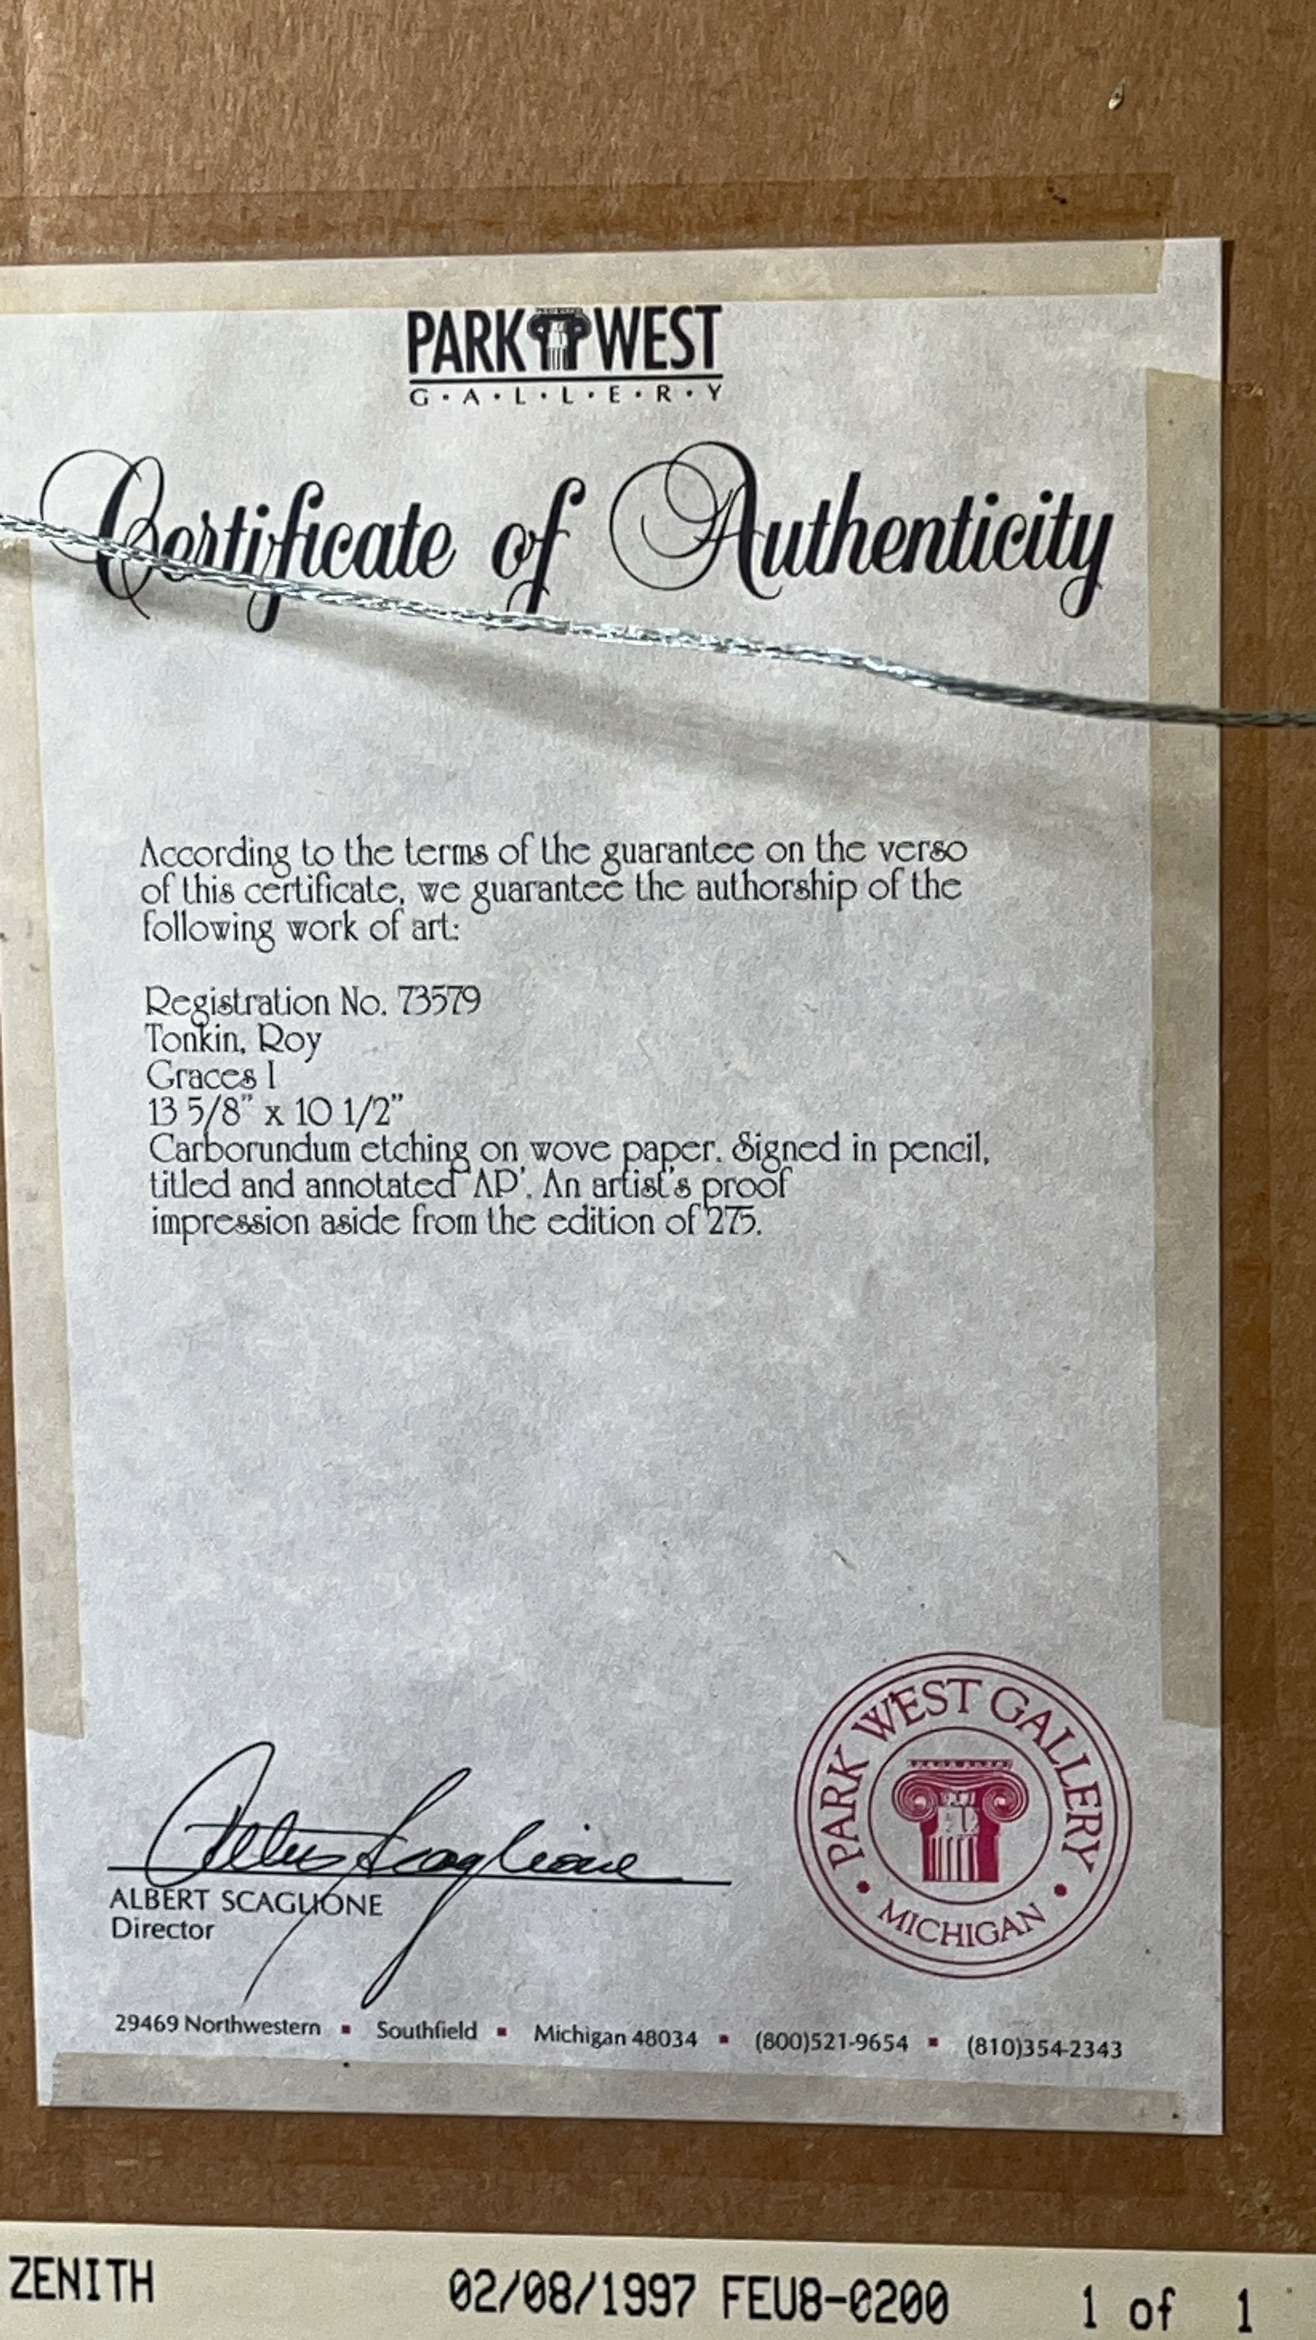 PARK WEST
G·A·L·L·E·R·Y
Certificate of Authenticity
According to the terms of the guarantee on the verso
of this certificate, we guarantee the authorship of the
following work of art:
Registration No. 73579
Tonkin, Roy
Graces I
13 5/8" x 10 1/2"
Carborundum etching on wove paper. Signed in pencil,
titled and annotated 'AP'. An artist's proof
impression aside from the edition of 275.
Albert Scaglione
ALBERT SCAGLIONE
Director
PARK WEST GALLERY
• MICHIGAN •
29469 Northwestern ▪ Southfield ▪ Michigan 48034 ▪ (800)521-9654 ▪ (810)354-2343
ZENITH 02/08/1997 FEU8-0200 1 of 1